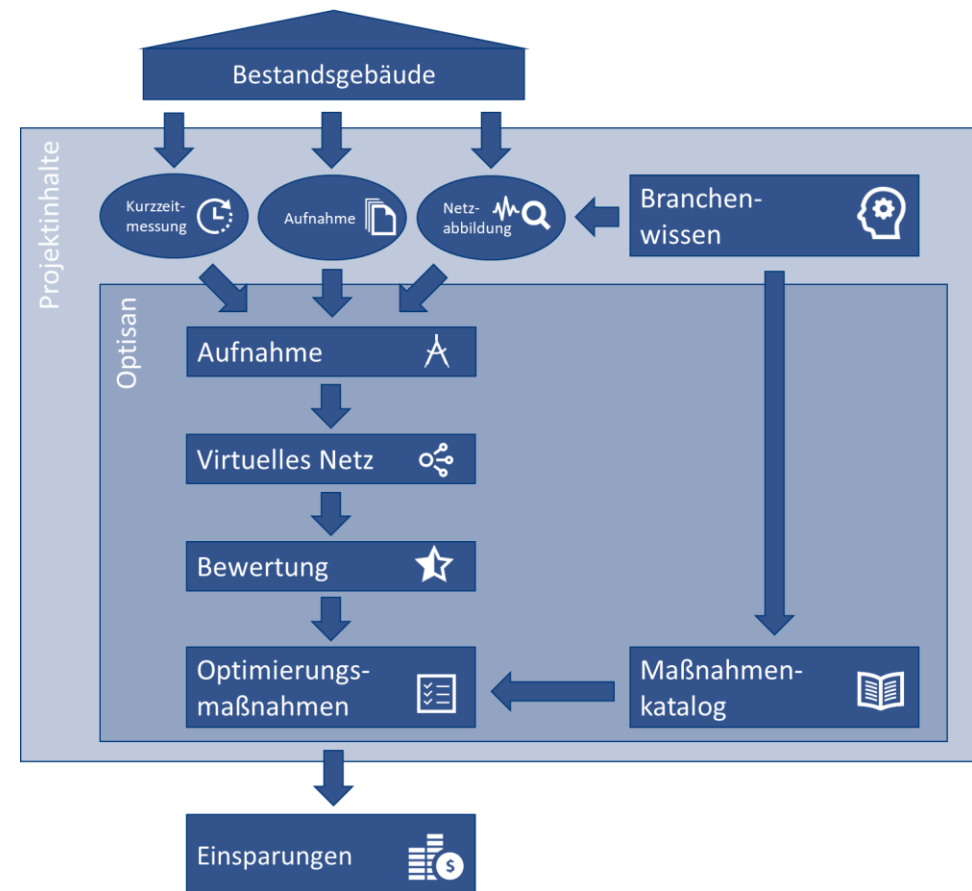 Bestandsgebäude
Projektinhalte
Kurzzeit-
messung
Aufnahme
Netz-
abbildung
Branchen-
wissen
Optisan
Aufnahme
Virtuelles Netz
Bewertung
Optimierungs-
maßnahmen
Maßnahmen-
katalog
Einsparungen
$